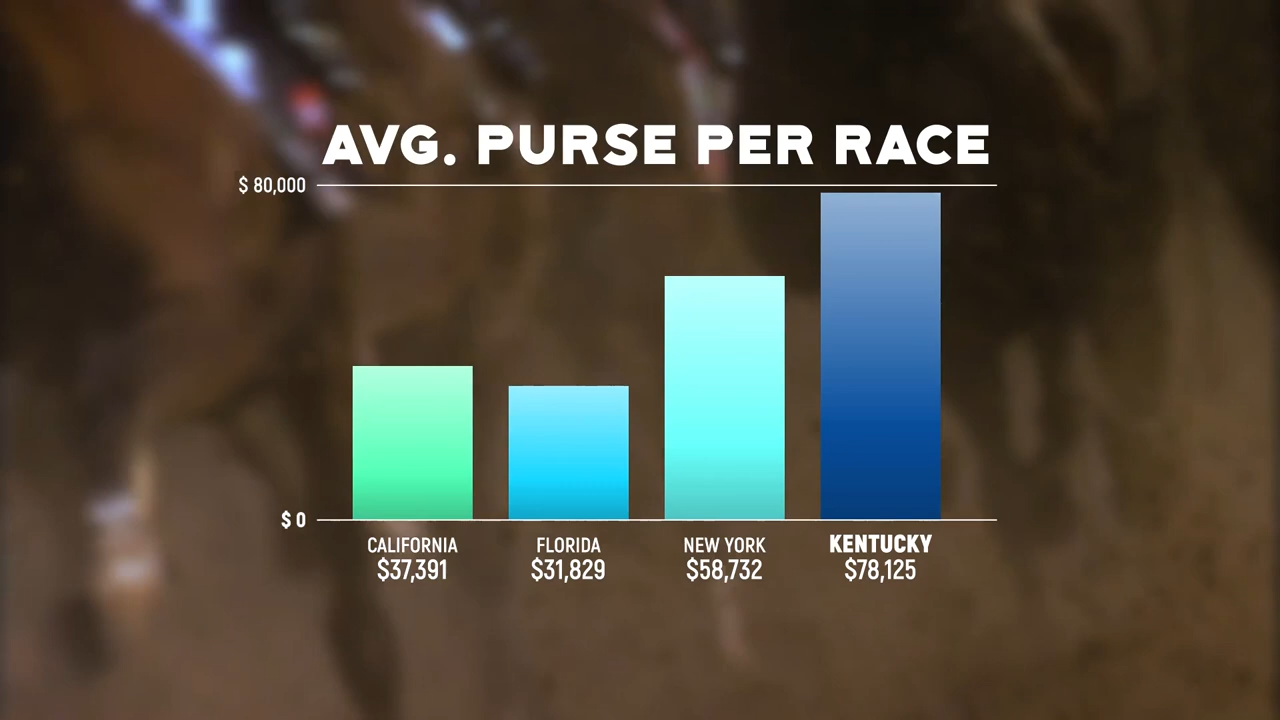 AVG. PURSE PER RACE
$ 80,000
$ 0
CALIFORNIA FLORIDA NEW YORK KENTUCKY
$37,391 $31,829 $58,732 $78,125